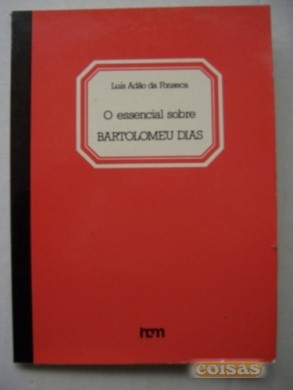 Luís Adão da Fonseca
O essencial sobre
BARTOLOMEU DIAS
incm
coisas